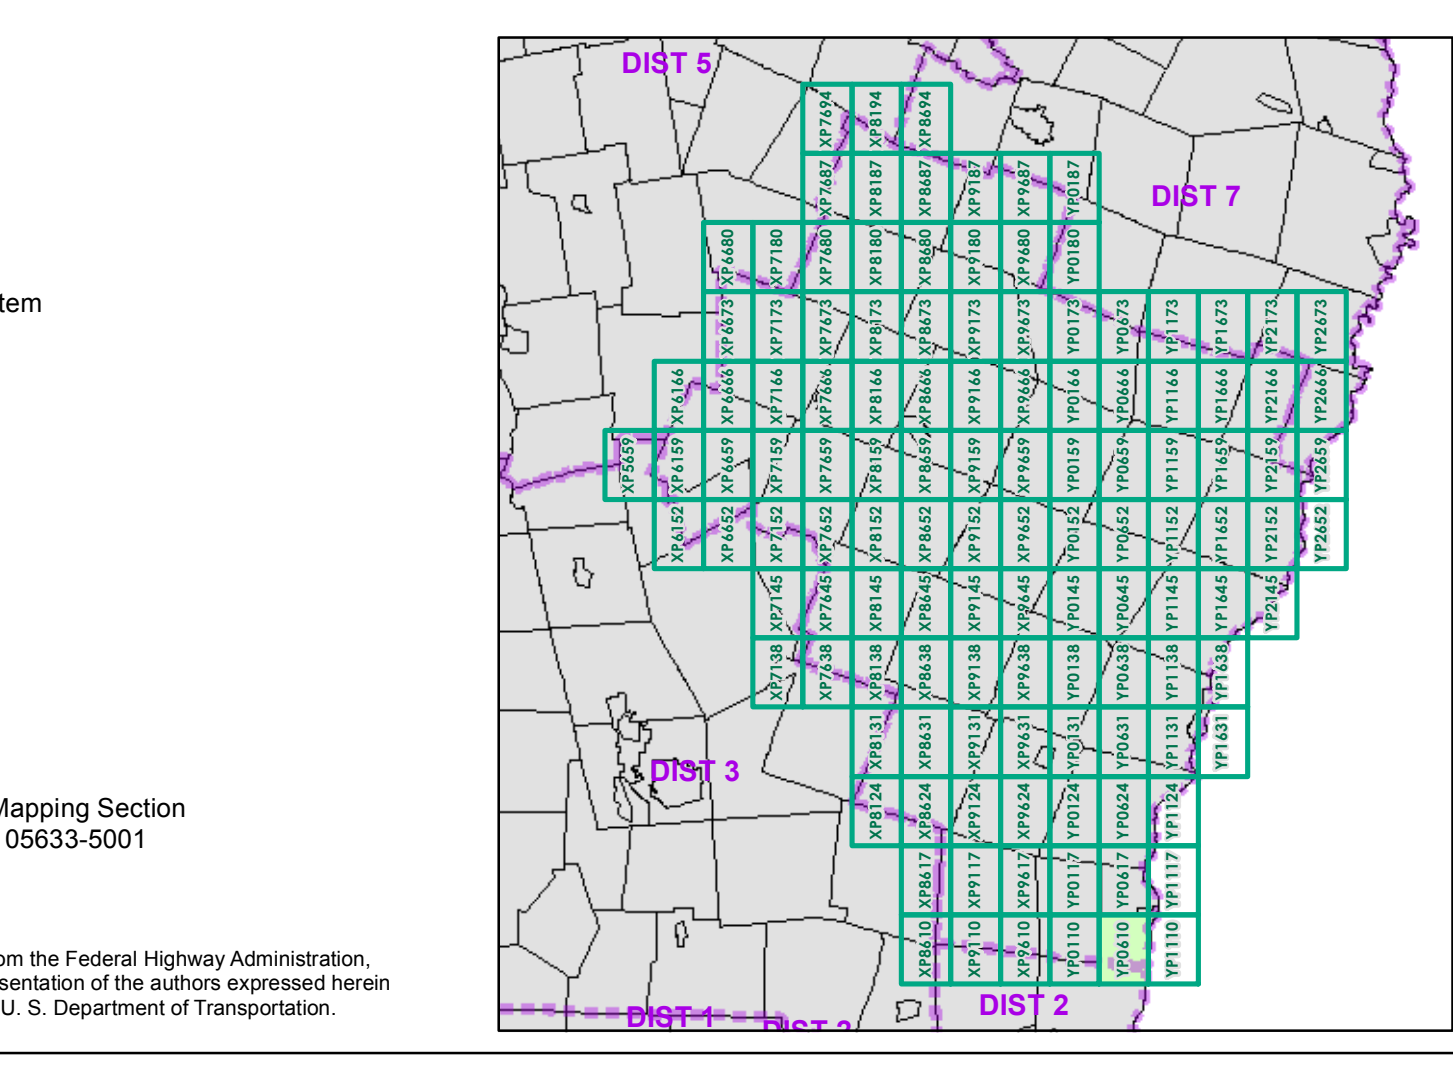 tem
Mapping Section
05633-5001
om the Federal Highway Administration,
sentation of the authors expressed herein
U. S. Department of Transportation.
DIST 5
DIST 7
XP7694 XP8194 XP8694
XP7687 XP8187 XP8687 XP9187 XP9687 YP0187
XP6680 XP7180 XP7680 XP8180 XP8680 XP9180 XP9680 YP0180
XP6673 XP7173 XP7673 XP8173 XP8673 XP9173 XP9673 YP0173 YP0673 YP1173 YP1673 YP2173 YP2673
XP6166 XP6666 XP7166 XP7666 XP8166 XP8666 XP9166 XP9666 YP0166 YP0666 YP1166 YP1666 YP2166 YP2666
XP5659 XP6159 XP6659 XP7159 XP7659 XP8159 XP8659 XP9159 XP9659 YP0159 YP0659 YP1159 YP1659 YP2159 YP2659
XP6152 XP6652 XP7152 XP7652 XP8152 XP8652 XP9152 XP9652 YP0152 YP0652 YP1152 YP1652 YP2152 YP2652
XP7145 XP7645 XP8145 XP8645 XP9145 XP9645 YP0145 YP0645 YP1145 YP1645 YP2145
XP7138 XP7638 XP8138 XP8638 XP9138 XP9638 YP0138 YP0638 YP1138 YP1638
XP8131 XP8631 XP9131 XP9631 YP0131 YP0631 YP1131 YP1631
DIST 3
XP8124 XP8624 XP9124 XP9624 YP0124 YP0624 YP1124
XP8617 XP9117 XP9617 YP0117 YP0617 YP1117
XP8610 XP9110 XP9610 YP0110 YP0610 YP1110
DIST 2
DIST 1
DIST 2